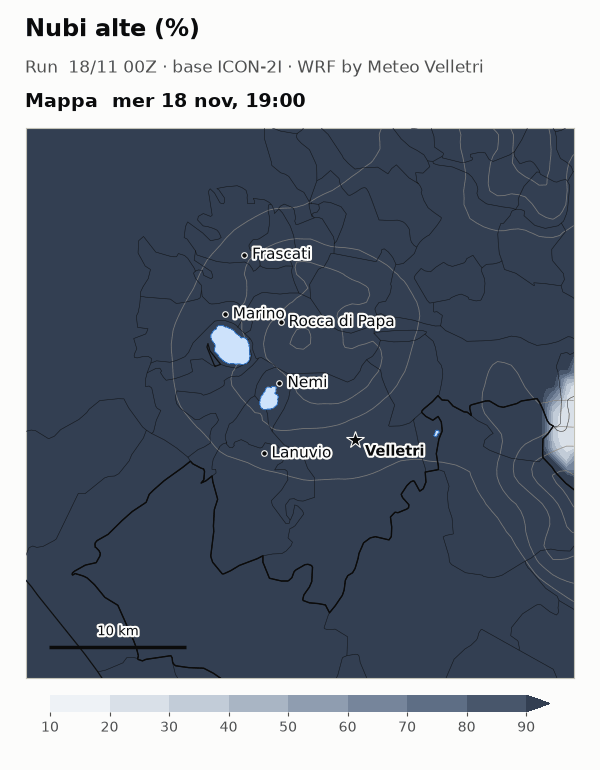 Nubi alte (%)
Run  18/11 00Z · base ICON-2I · WRF by Meteo Velletri
Mappa  mer 18 nov, 19:00
Frascati
Marino
Rocca di Papa
Nemi
Velletri
Lanuvio
10 km
10 20 30 40 50 60 70 80 90